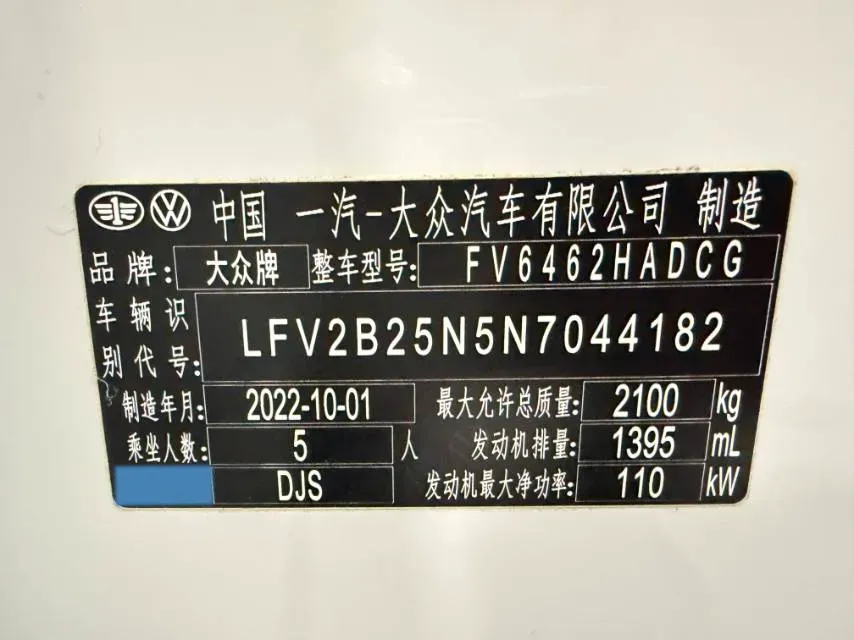 中国 一汽-大众汽车有限公司 制造
品牌: 大众牌 整车型号: FV6462HADCG
车辆识别代号: LFV2B25N5N7044182
制造年月: 2022-10-01 最大允许总质量: 2100 kg
乘坐人数: 5 人 发动机排量: 1395 mL
DJS 发动机最大净功率: 110 kW